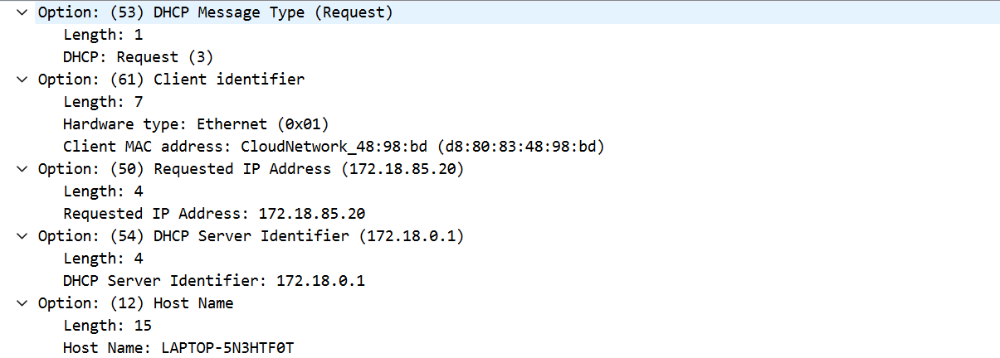 Option: (53) DHCP Message Type (Request)
Length: 1
DHCP: Request (3)
Option: (61) Client identifier
Length: 7
Hardware type: Ethernet (0x01)
Client MAC address: CloudNetwork_48:98:bd (d8:80:83:48:98:bd)
Option: (50) Requested IP Address (172.18.85.20)
Length: 4
Requested IP Address: 172.18.85.20
Option: (54) DHCP Server Identifier (172.18.0.1)
Length: 4
DHCP Server Identifier: 172.18.0.1
Option: (12) Host Name
Length: 15
Host Name: LAPTOP-5N3HTF0T